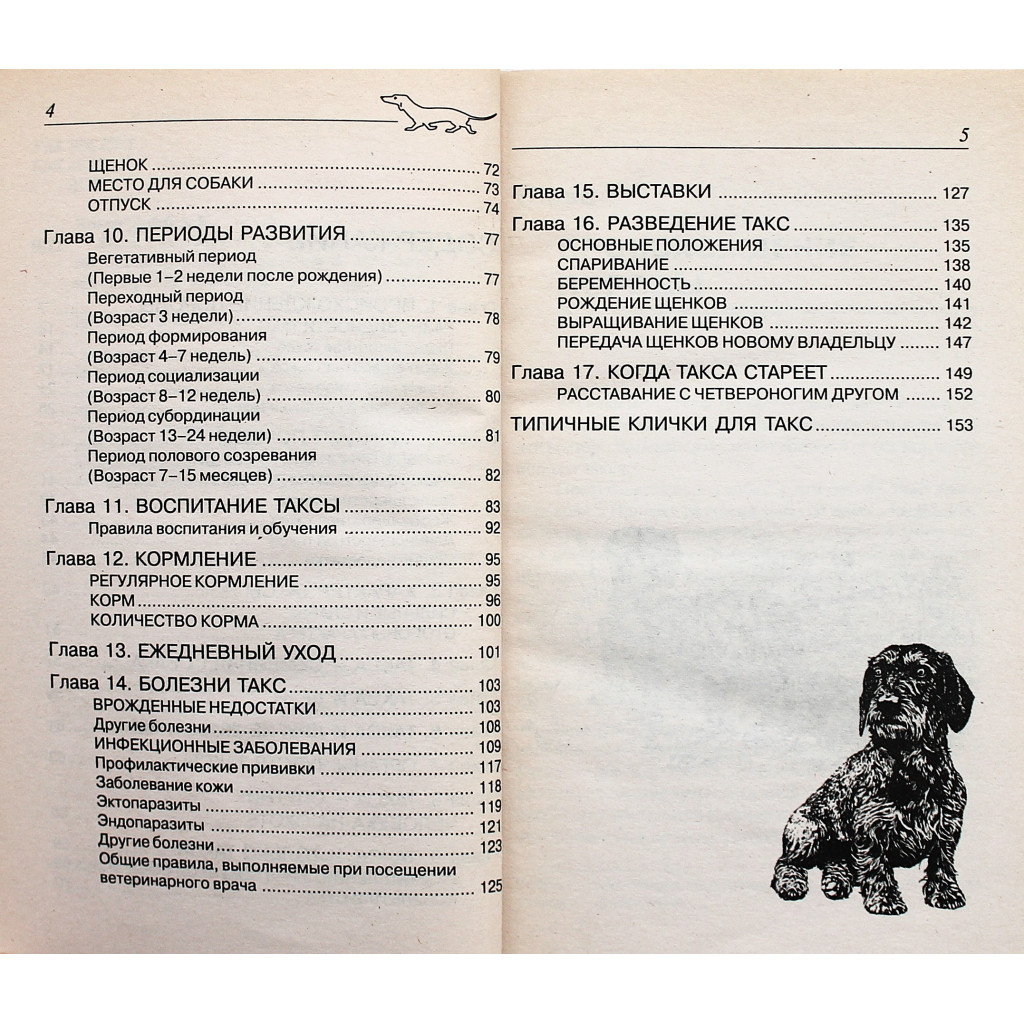 4
ЩЕНОК 72
МЕСТО ДЛЯ СОБАКИ 73
ОТПУСК 74
Глава 10. ПЕРИОДЫ РАЗВИТИЯ 77
Вегетативный период
(Первые 1–2 недели после рождения) 77
Переходный период
(Возраст 3 недели) 78
Период формирования
(Возраст 4–7 недель) 79
Период социализации
(Возраст 8–12 недель) 80
Период субординации
(Возраст 13–24 недели) 81
Период полового созревания
(Возраст 7–15 месяцев) 82
Глава 11. ВОСПИТАНИЕ ТАКСЫ 83
Правила воспитания и обучения 92
Глава 12. КОРМЛЕНИЕ 95
РЕГУЛЯРНОЕ КОРМЛЕНИЕ 95
КОРМ 96
КОЛИЧЕСТВО КОРМА 100
Глава 13. ЕЖЕДНЕВНЫЙ УХОД 101
Глава 14. БОЛЕЗНИ ТАКС 103
ВРОЖДЕННЫЕ НЕДОСТАТКИ 103
Другие болезни 108
ИНФЕКЦИОННЫЕ ЗАБОЛЕВАНИЯ 109
Профилактические прививки 117
Заболевание кожи 118
Эктопаразиты 119
Эндопаразиты 121
Другие болезни 123
Общие правила, выполняемые при посещении
ветеринарного врача 125
5
Глава 15. ВЫСТАВКИ 127
Глава 16. РАЗВЕДЕНИЕ ТАКС 135
ОСНОВНЫЕ ПОЛОЖЕНИЯ 135
СПАРИВАНИЕ 138
БЕРЕМЕННОСТЬ 140
РОЖДЕНИЕ ЩЕНКОВ 141
ВЫРАЩИВАНИЕ ЩЕНКОВ 142
ПЕРЕДАЧА ЩЕНКОВ НОВОМУ ВЛАДЕЛЬЦУ 147
Глава 17. КОГДА ТАКСА СТАРЕЕТ 149
РАССТАВАНИЕ С ЧЕТВЕРОНОГИМ ДРУГОМ 152
ТИПИЧНЫЕ КЛИЧКИ ДЛЯ ТАКС 153